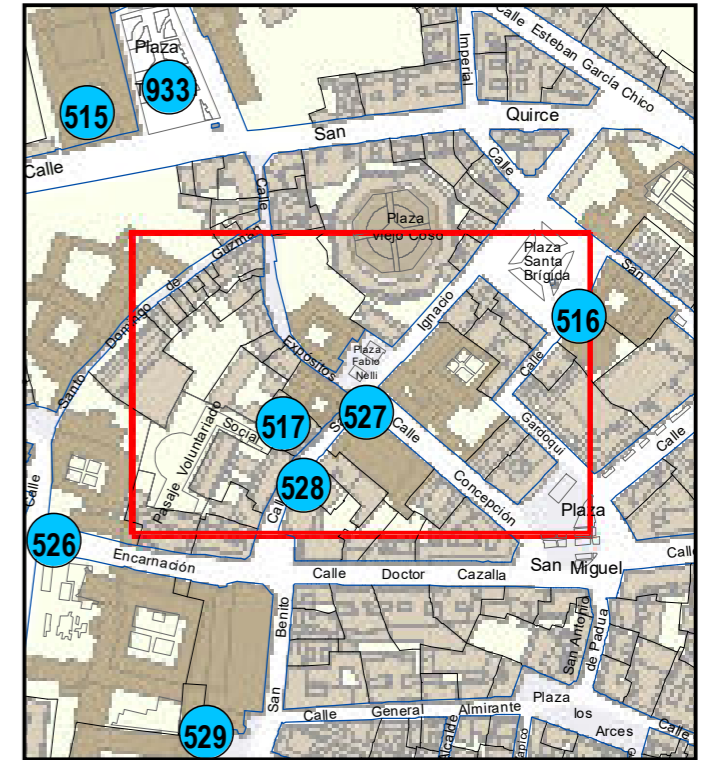 Plaza
933
515
Calle
San
Quirce
Imperial
Calle Esteban García Chico
Calle
Calle
Plaza
Viejo Coso
Plaza
Santa
Brígida
San
516
Calle
Santo Domingo de Guzmán
Calle
Expósitos
Ignacio
Plaza
Fabio
Nelli
527
517
528
Calle
Social
Pasaje Voluntariado
Calle
Concepción
Gardoqui
Calle
Plaza
San Miguel
526
Encarnación
Calle Doctor Cazalla
Calle
San Benito
San Antonio
de Padua
529
Calle General Almirante
Alcalde
Plaza
los
Arces
Calle